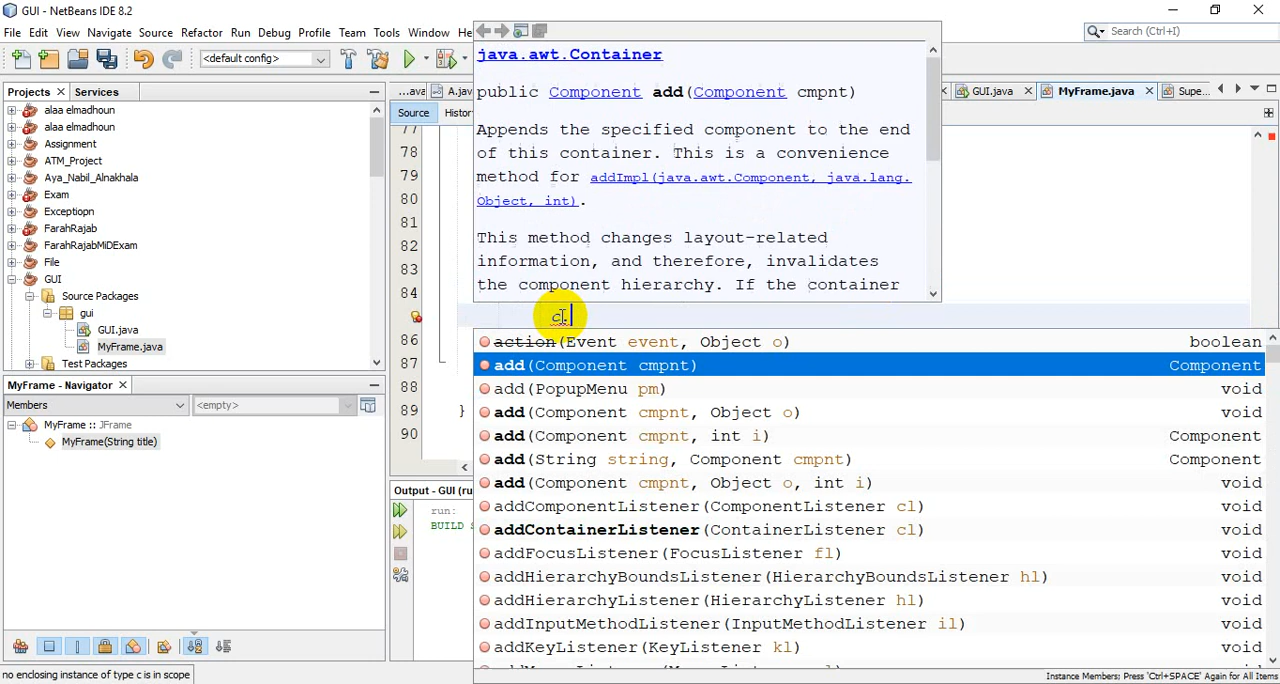 GUI - NetBeans IDE 8.2
File Edit View Navigate Source Refactor Run Debug Profile Team Tools Window He
Search (Ctrl+I)
<default config>
Projects
Services
...ava
A.java
GUI.java
MyFrame.java
Supe...
Source
Histor
alaa elmadhoun
alaa elmadhoun
Assignment
ATM_Project
Aya_Nabil_Alnakhala
Exam
Exceptiopn
FarahRajab
FarahRajabMiDExam
File
GUI
Source Packages
gui
GUI.java
MyFrame.java
Test Packages
MyFrame - Navigator
Members
<empty>
MyFrame :: JFrame
MyFrame(String title)
77
78
79
80
81
82
83
84
c.
86
87
88
89 }
90
java.awt.Container
public Component add(Component cmpnt)
Appends the specified component to the end
of this container. This is a convenience
method for addImpl(java.awt.Component, java.lang.
Object, int).
This method changes layout-related
information, and therefore, invalidates
the component hierarchy. If the container
action(Event event, Object o) boolean
add(Component cmpnt) Component
add(PopupMenu pm) void
add(Component cmpnt, Object o) void
add(Component cmpnt, int i) Component
add(String string, Component cmpnt) Component
add(Component cmpnt, Object o, int i) void
addComponentListener(ComponentListener cl) void
addContainerListener(ContainerListener cl) void
addFocusListener(FocusListener fl) void
addHierarchyBoundsListener(HierarchyBoundsListener hl) void
addHierarchyListener(HierarchyListener hl) void
addInputMethodListener(InputMethodListener il) void
addKeyListener(KeyListener kl) void
Output - GUI (ru
run:
BUILD S
no enclosing instance of type c is in scope
Instance Members; Press 'Ctrl+SPACE' Again for All Items